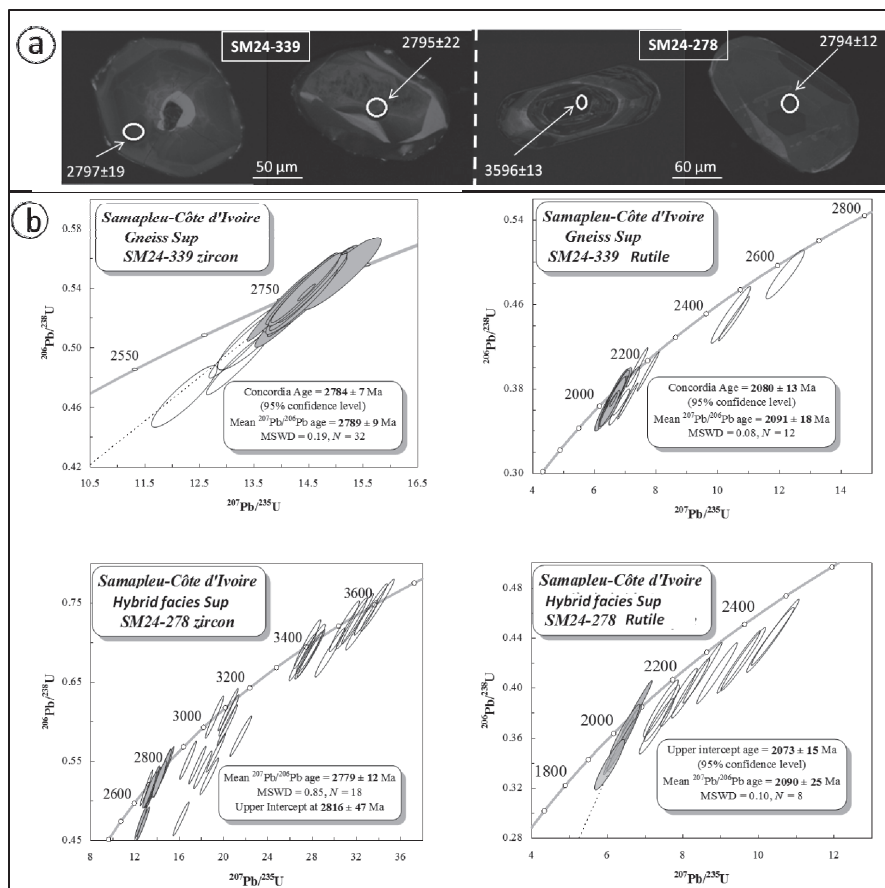 a
SM24-339
2795±22
SM24-278
2794±12
2797±19
50 µm
3596±13
60 µm
b
Samapleu-Côte d'Ivoire
Gneiss Sup
SM24-339 zircon
206Pb/238U
0.58
0.54
0.50
0.46
0.42
2750
2550
Concordia Age = 2784 ± 7 Ma
(95% confidence level)
Mean 207Pb/206Pb age = 2789 ± 9 Ma
MSWD = 0.19, N = 32
10.5 11.5 12.5 13.5 14.5 15.5 16.5
207Pb/235U
Samapleu-Côte d'Ivoire
Gneiss Sup
SM24-339 Rutile
206Pb/238U
0.54
0.48
0.42
0.36
0.30
2800
2600
2400
2200
2000
Concordia Age = 2080 ± 13 Ma
(95% confidence level)
Mean 207Pb/206Pb age = 2091 ± 18 Ma
MSWD = 0.08, N = 12
4 6 8 10 12 14
207Pb/235U
Samapleu-Côte d'Ivoire
Hybrid facies Sup
SM24-278 zircon
206Pb/238U
0.75
0.65
0.55
0.45
3600
3400
3200
3000
2800
2600
Mean 207Pb/206Pb age = 2779 ± 12 Ma
MSWD = 0.85, N = 18
Upper Intercept at 2816 ± 47 Ma
8 12 16 20 24 28 32 36
207Pb/235U
Samapleu-Côte d'Ivoire
Hybrid facies Sup
SM24-278 Rutile
206Pb/238U
0.48
0.44
0.40
0.36
0.32
0.28
2400
2200
2000
1800
Upper intercept age = 2073 ± 15 Ma
(95% confidence level)
Mean 207Pb/206Pb age = 2090 ± 25 Ma
MSWD = 0.10, N = 8
4 6 8 10 12
207Pb/235U